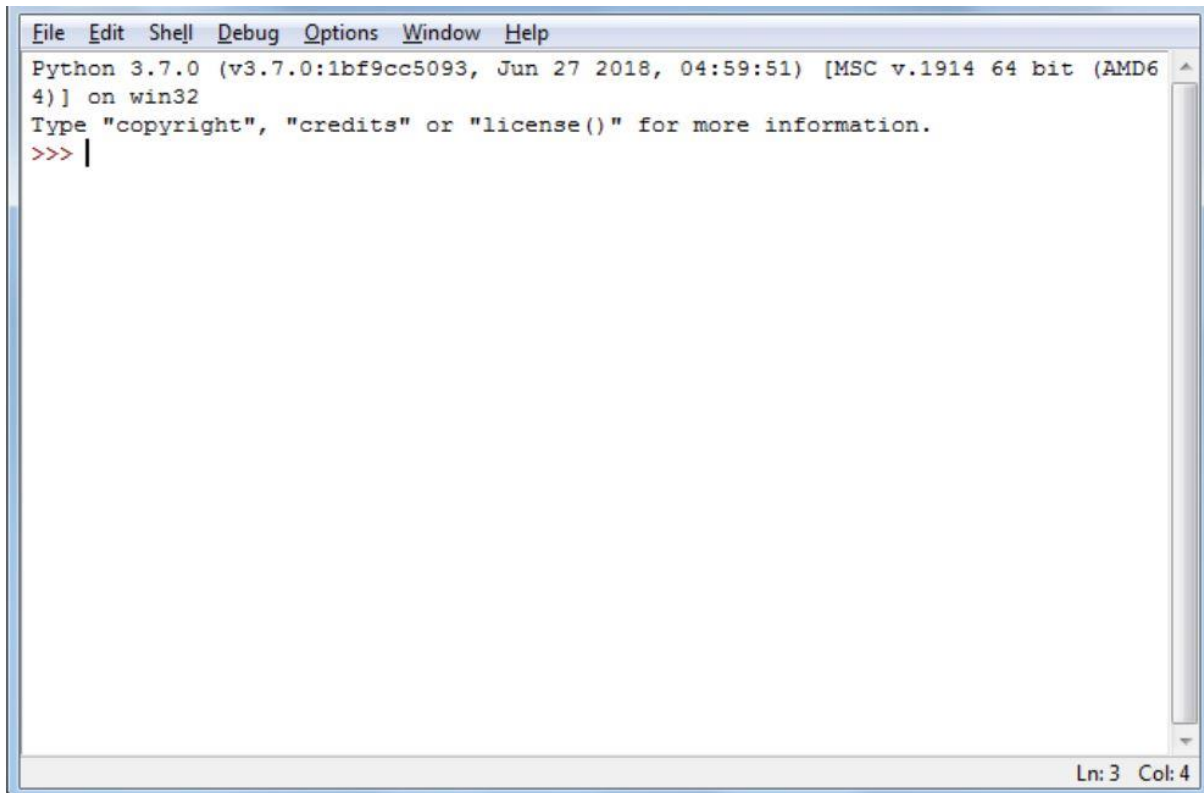 File Edit Shell Debug Options Window Help
Python 3.7.0 (v3.7.0:1bf9cc5093, Jun 27 2018, 04:59:51) [MSC v.1914 64 bit (AMD6
4)] on win32
Type "copyright", "credits" or "license()" for more information.
>>>
Ln: 3 Col: 4